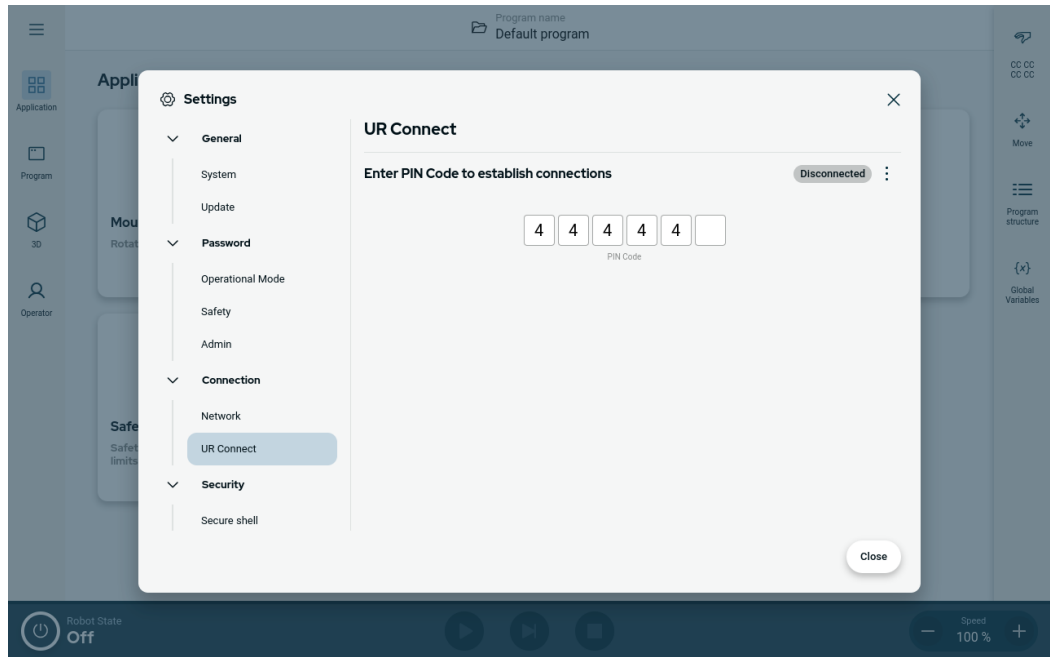 Program name
Default program
Application
Program
3D
Operator
Appli
Mou
Rotat
Safe
Safet
limits
Settings
General
System
Update
Password
Operational Mode
Safety
Admin
Connection
Network
UR Connect
Security
Secure shell
UR Connect
Enter PIN Code to establish connections
Disconnected
4 4 4 4 4
PIN Code
Close
CC CC
CC CC
Move
Program
structure
{x}
Global
Variables
Robot State
Off
Speed
100 %